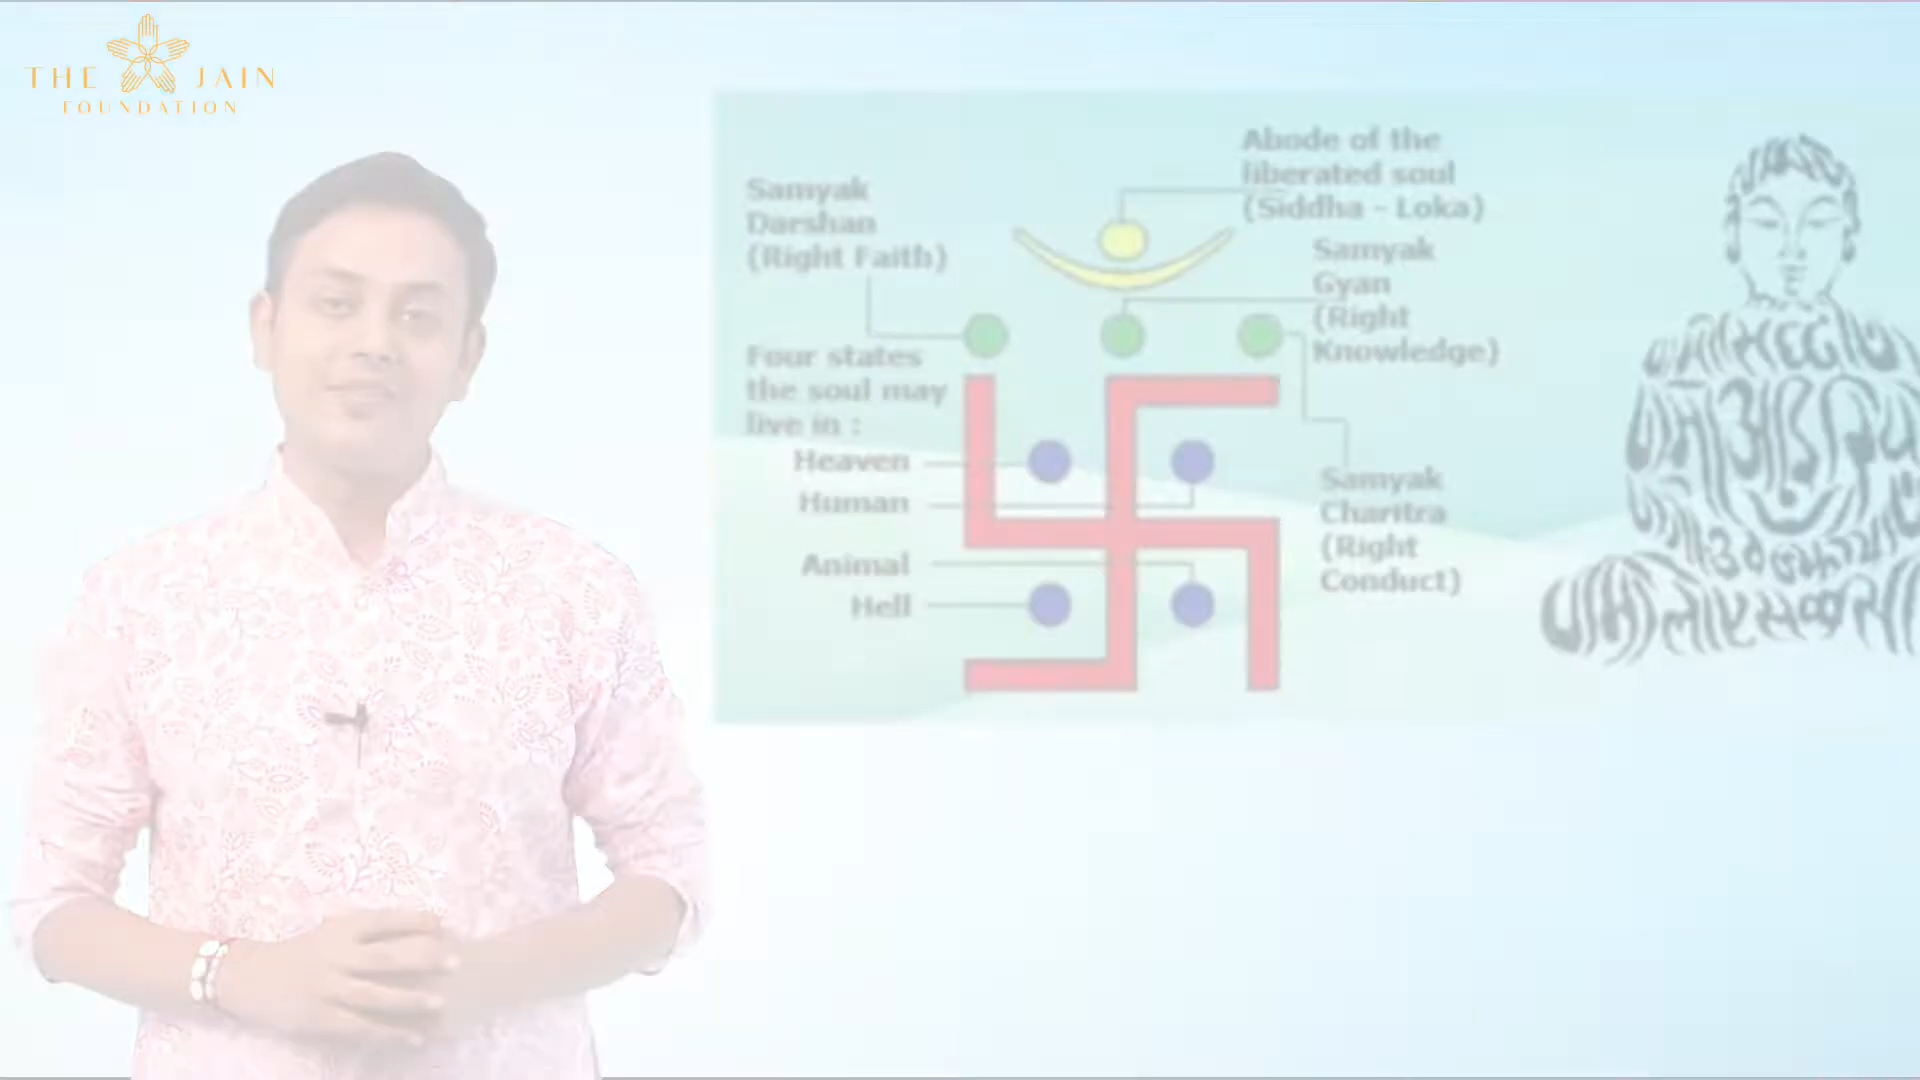 THE JAIN
FOUNDATION
Abode of the
liberated soul
(Siddha - Loka)
Samyak
Darshan
(Right Faith)
Samyak
Gyan
(Right
Knowledge)
Four states
the soul may
live in :
Heaven
Human
Animal
Hell
Samyak
Charitra
(Right
Conduct)